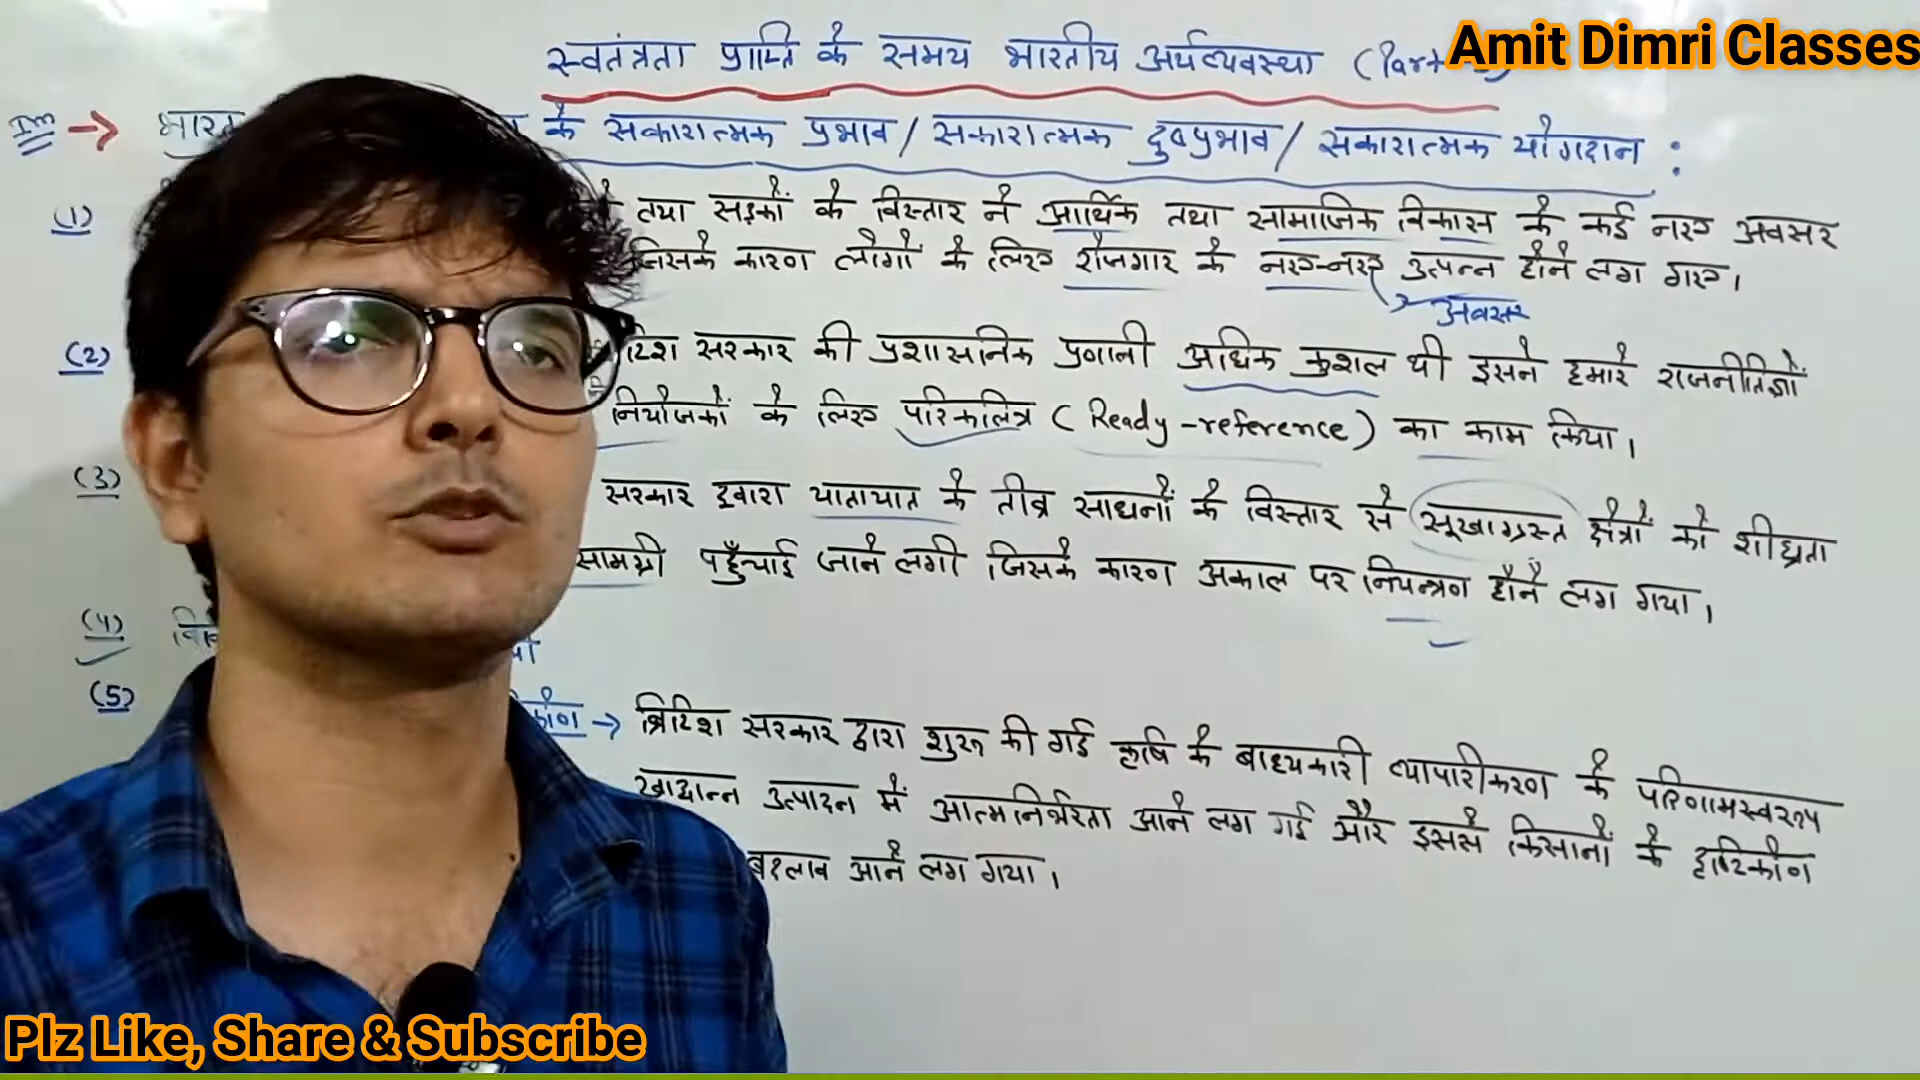 Amit Dimri Classes
स्वतंत्रता प्राप्ति के समय भारतीय अर्थव्यवस्था (Part
Im → के सकारात्मक प्रभाव / सकारात्मक दुष्प्रभाव / सकारात्मक योगदान :
(1) तथा सड़कों के विस्तार ने आर्थिक तथा सामाजिक विकास के कई नए अवसर
जिसके कारण लोगों के लिए रोजगार के नए-नए उत्पन्न होने लग गए।
अवसर
(2) सरकार की प्रशासनिक प्रणाली अधिक कुशल थी इसने हमारे राजनीतिज्ञों
नियोजकों के लिए परिकलित्र (Ready-reference) का काम किया।
(3) सरकार द्वारा यातायात के तीव्र साधनों के विस्तार से सूखाग्रस्त क्षेत्रों को शीघ्रता
सामग्री पहुँचाई जाने लगी जिसके कारण अकाल पर नियन्त्रण होने लग गया।
(4)
(5) → ब्रिटिश सरकार द्वारा शुरू की गई कृषि के बाध्यकारी व्यापारीकरण के परिणामस्वरूप
खाद्यान्न उत्पादन में आत्मनिर्भरता आने लग गई और इससे किसानों के दृष्टिकोण
बदलाव आने लग गया।
Plz Like, Share & Subscribe